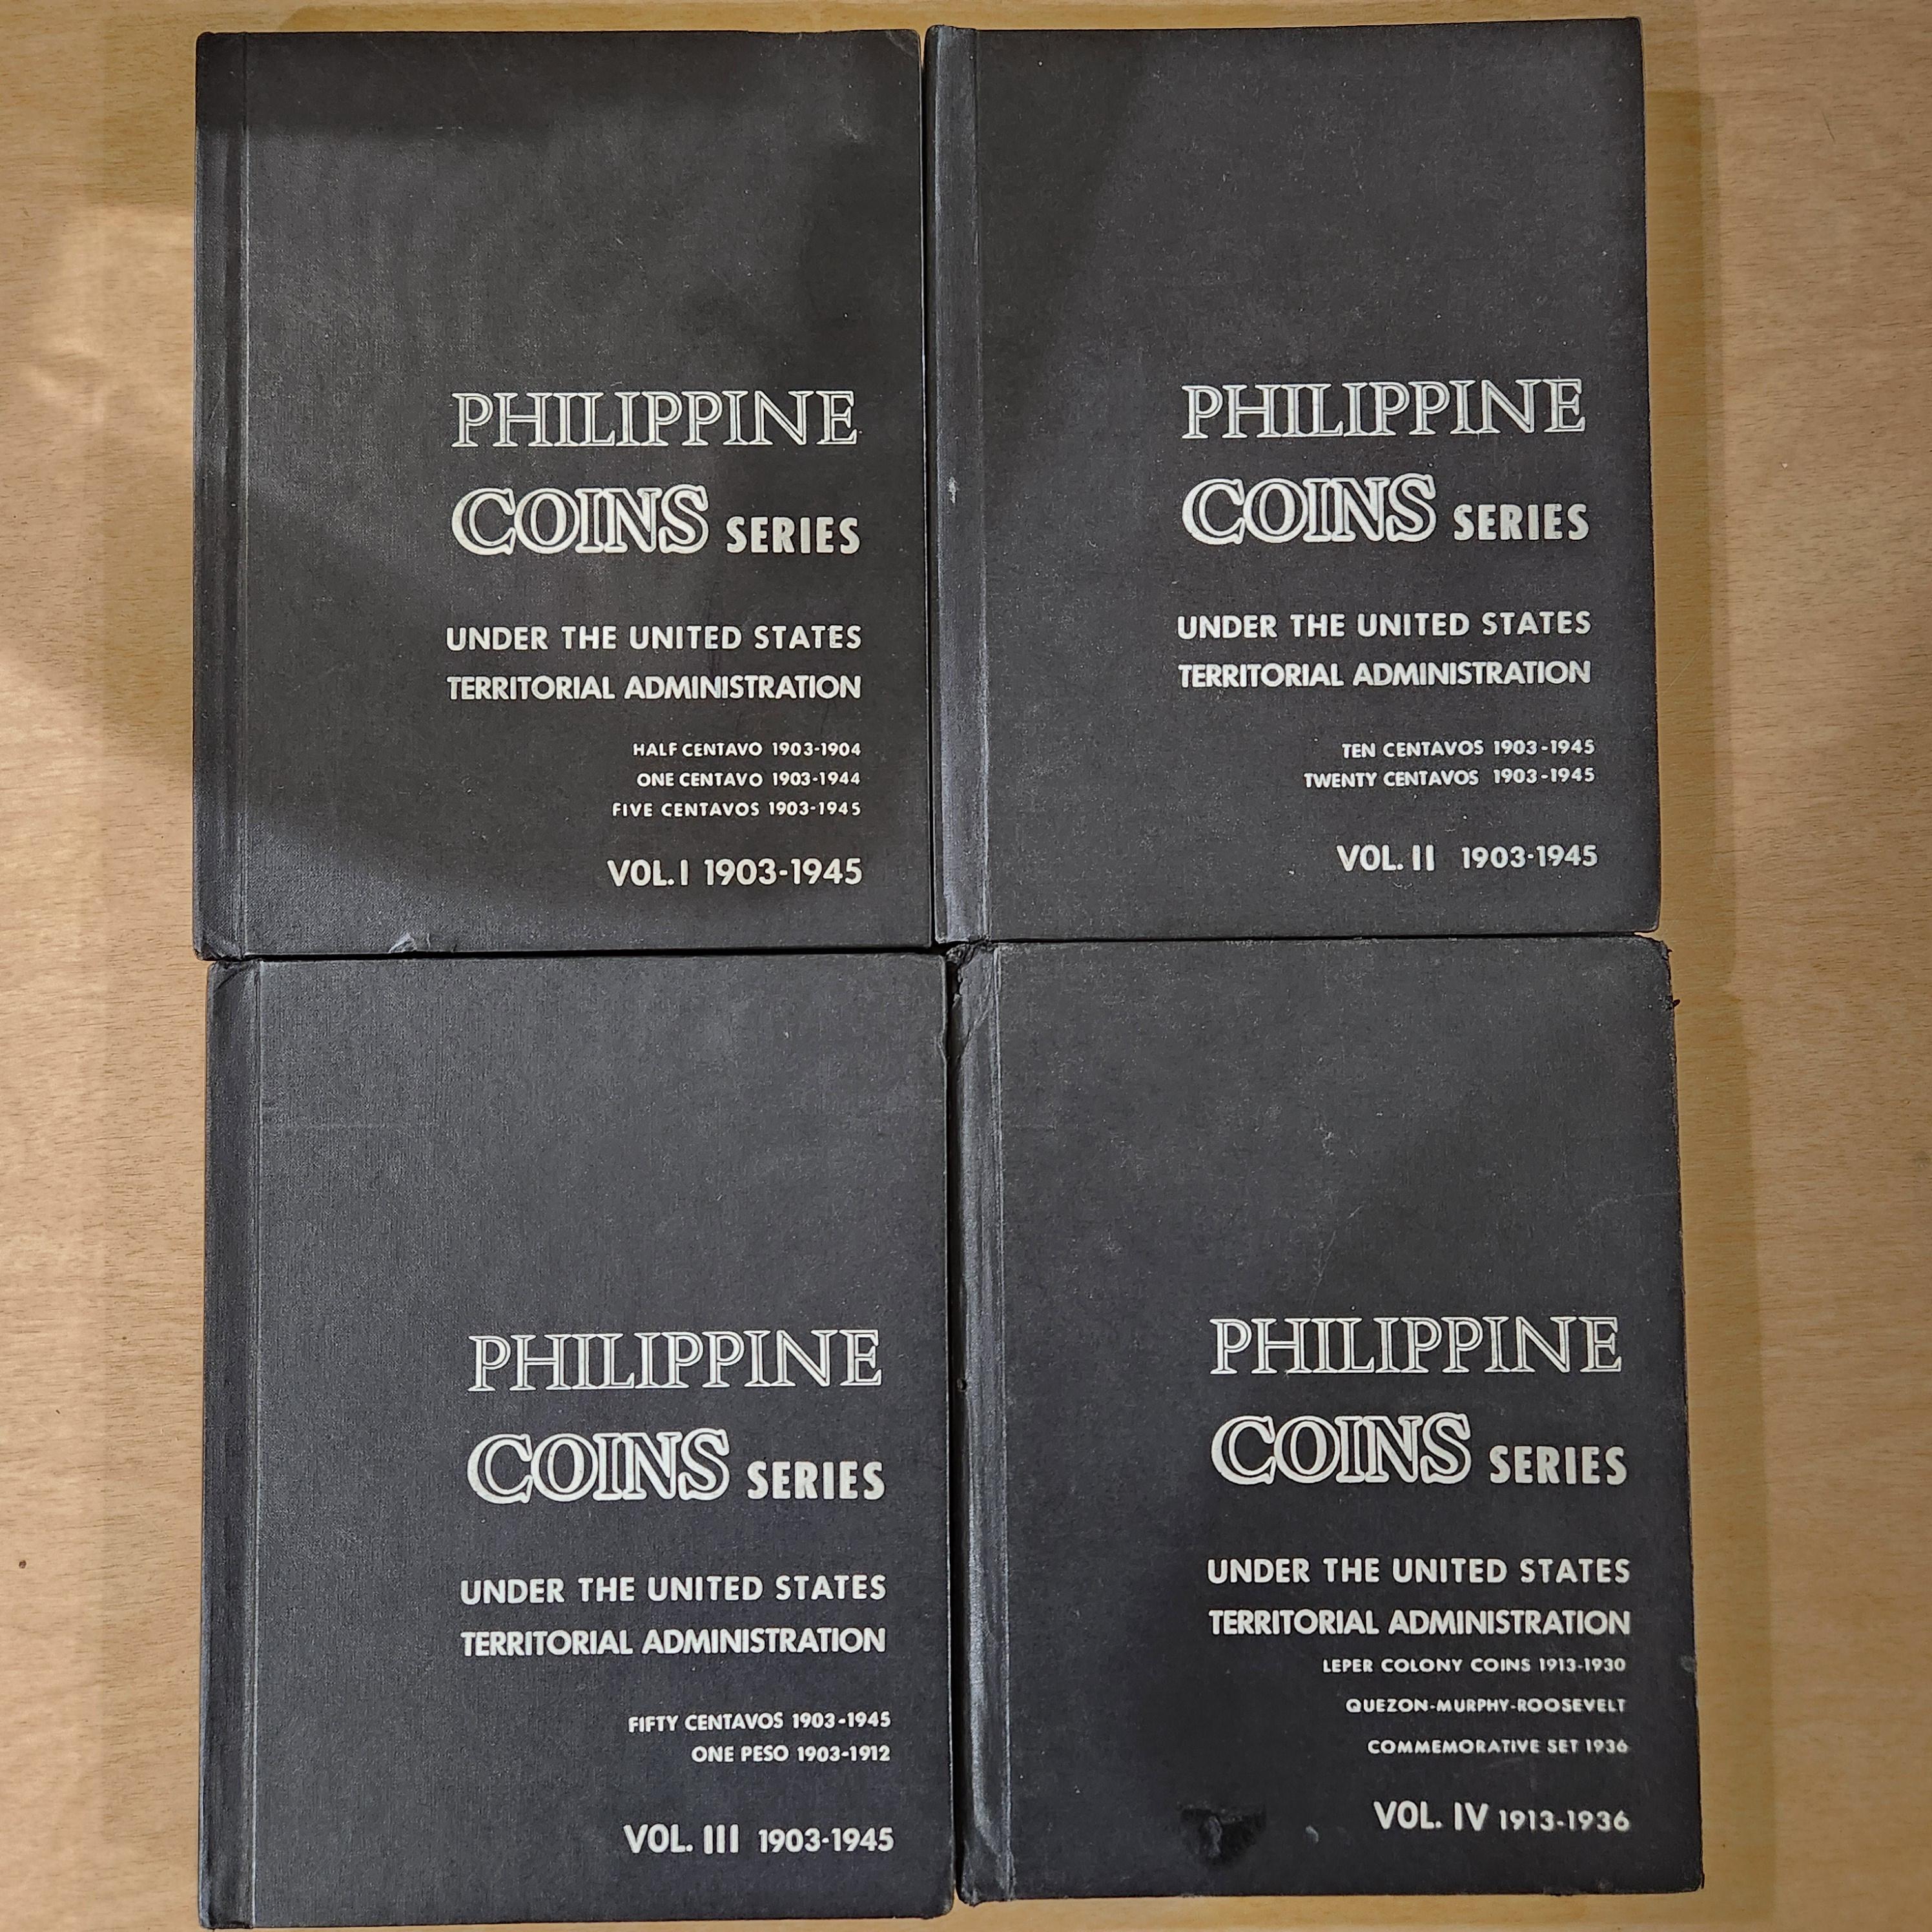 PHILIPPINE
COINS SERIES
UNDER THE UNITED STATES
TERRITORIAL ADMINISTRATION
HALF CENTAVO 1903-1904
ONE CENTAVO 1903-1944
FIVE CENTAVOS 1903-1945
VOL. I 1903-1945
PHILIPPINE
COINS SERIES
UNDER THE UNITED STATES
TERRITORIAL ADMINISTRATION
TEN CENTAVOS 1903-1945
TWENTY CENTAVOS 1903-1945
VOL. II 1903-1945
PHILIPPINE
COINS SERIES
UNDER THE UNITED STATES
TERRITORIAL ADMINISTRATION
FIFTY CENTAVOS 1903-1945
ONE PESO 1903-1912
VOL. III 1903-1945
PHILIPPINE
COINS SERIES
UNDER THE UNITED STATES
TERRITORIAL ADMINISTRATION
LEPER COLONY COINS 1913-1930
QUEZON-MURPHY-ROOSEVELT
COMMEMORATIVE SET 1936
VOL. IV 1913-1936